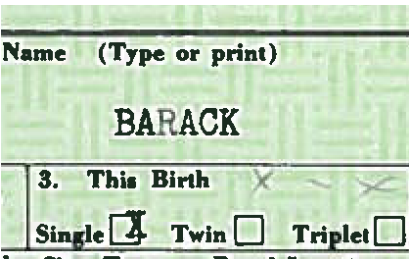 Name (Type or print)
BARACK
3. This Birth
Single X Twin Triplet